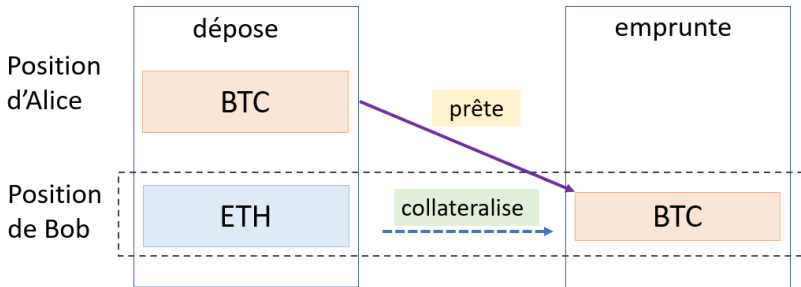 dépose
emprunte
Position
d'Alice
BTC
prête
Position
de Bob
ETH
collateralise
BTC